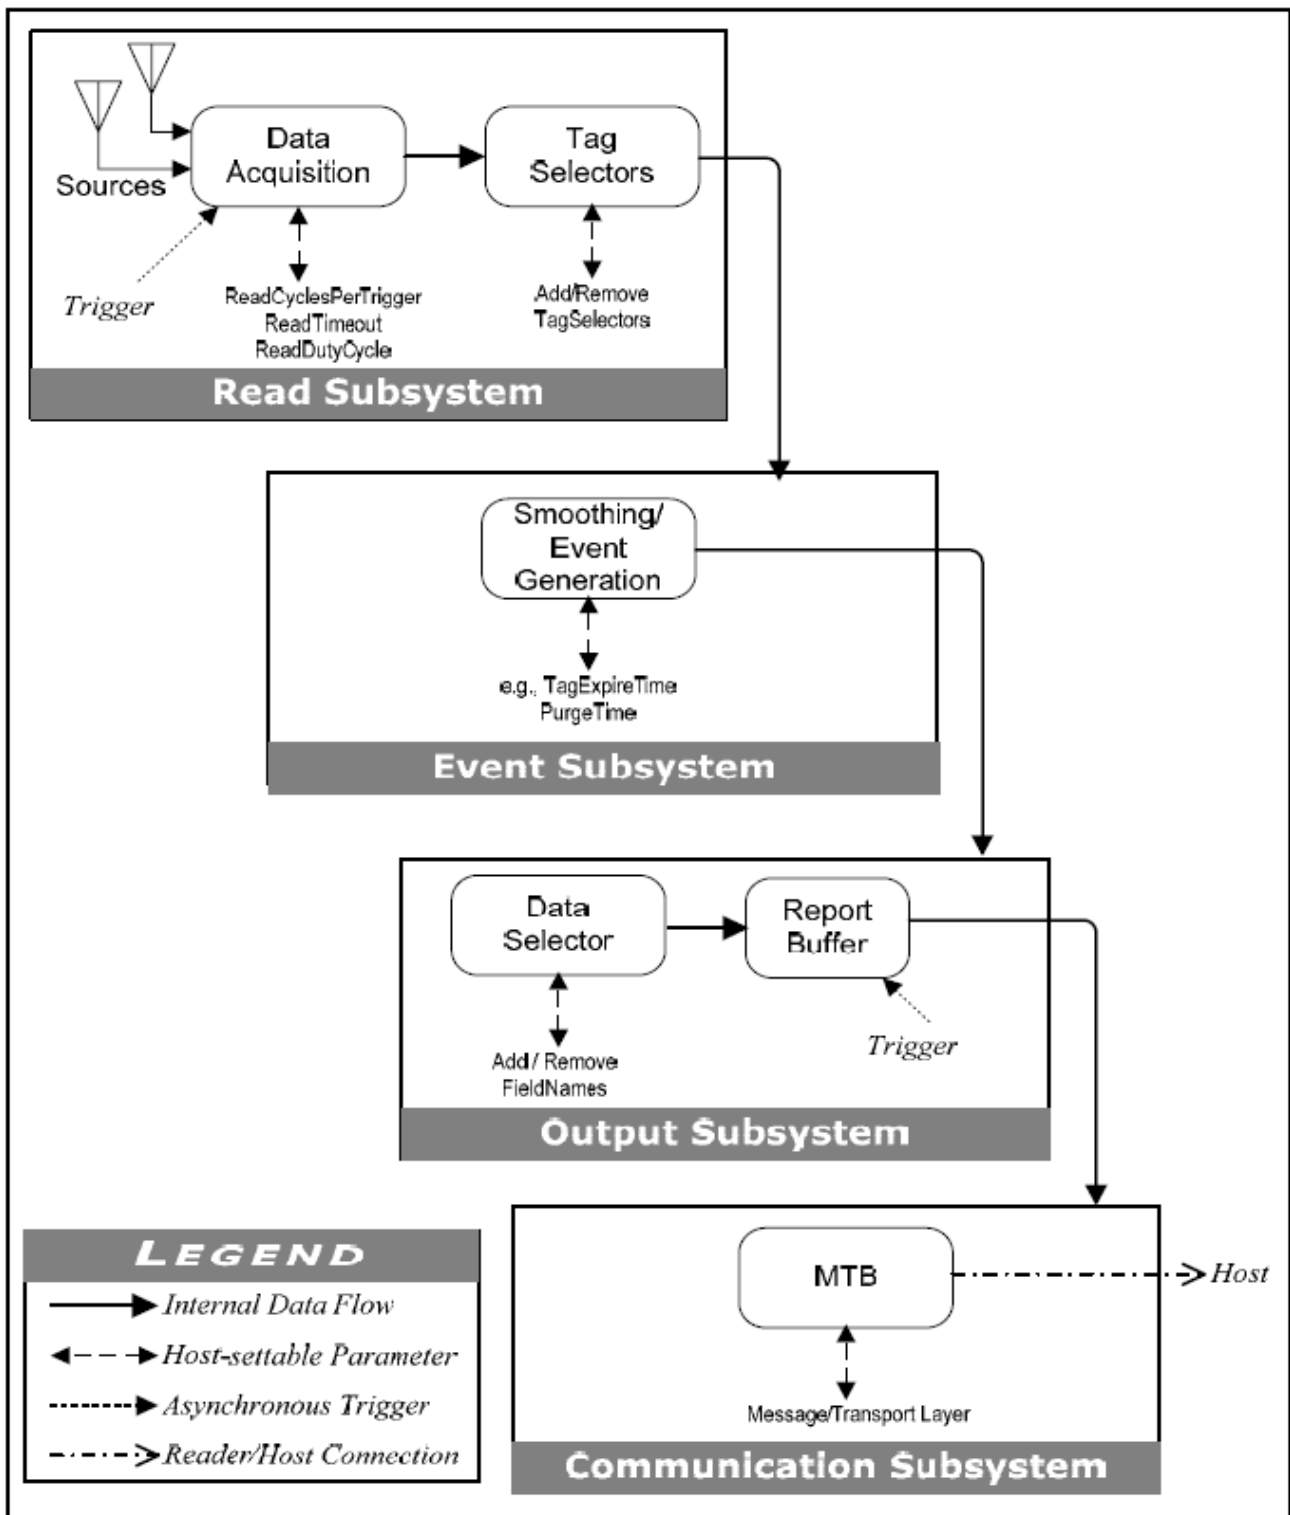 Data
Acquisition
Tag
Selectors
Sources
Trigger
ReadCyclesPerTrigger
ReadTimeout
ReadDutyCycle
Add/Remove
TagSelectors
Read Subsystem
Smoothing/
Event
Generation
e.g., TagExpireTime
PurgeTime
Event Subsystem
Data
Selector
Report
Buffer
Trigger
Add / Remove
FieldNames
Output Subsystem
MTB
Host
Message/Transport Layer
Communication Subsystem
LEGEND
Internal Data Flow
Host-settable Parameter
Asynchronous Trigger
Reader/Host Connection